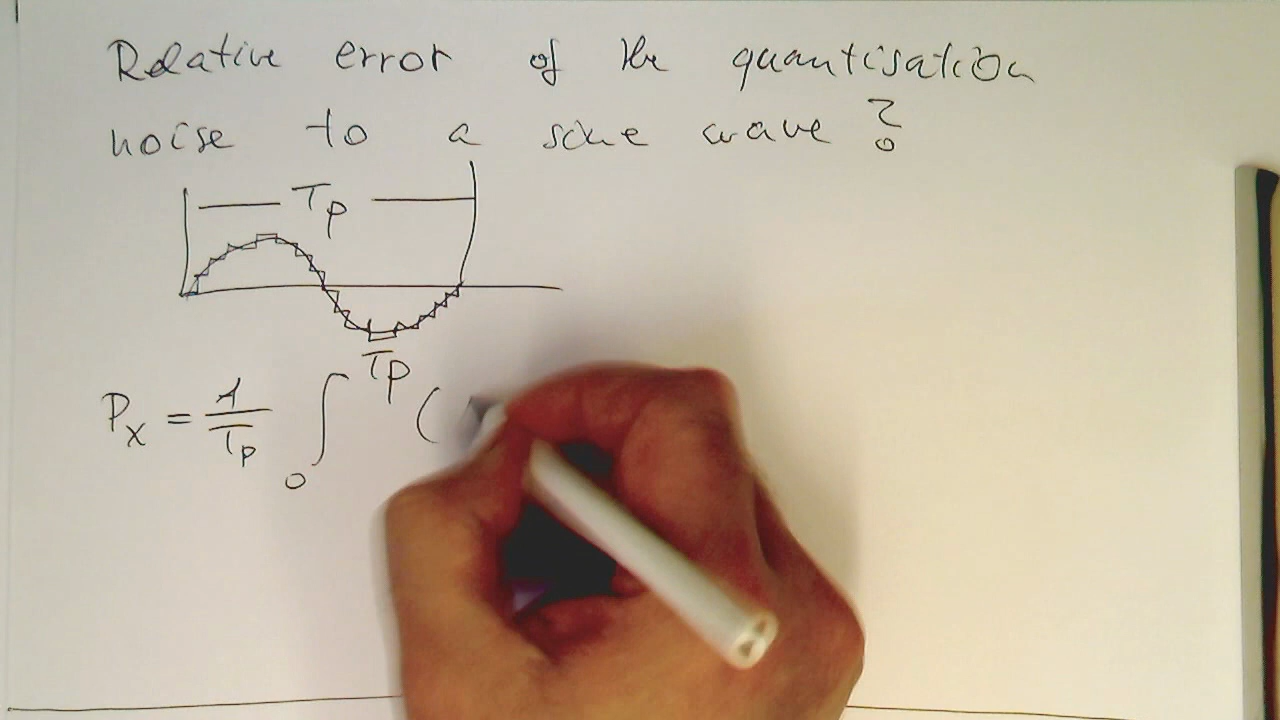 Relative error of the quantisation
noise to a sine wave ?
Tp
Px = 1/Tp ∫ 0 Tp (